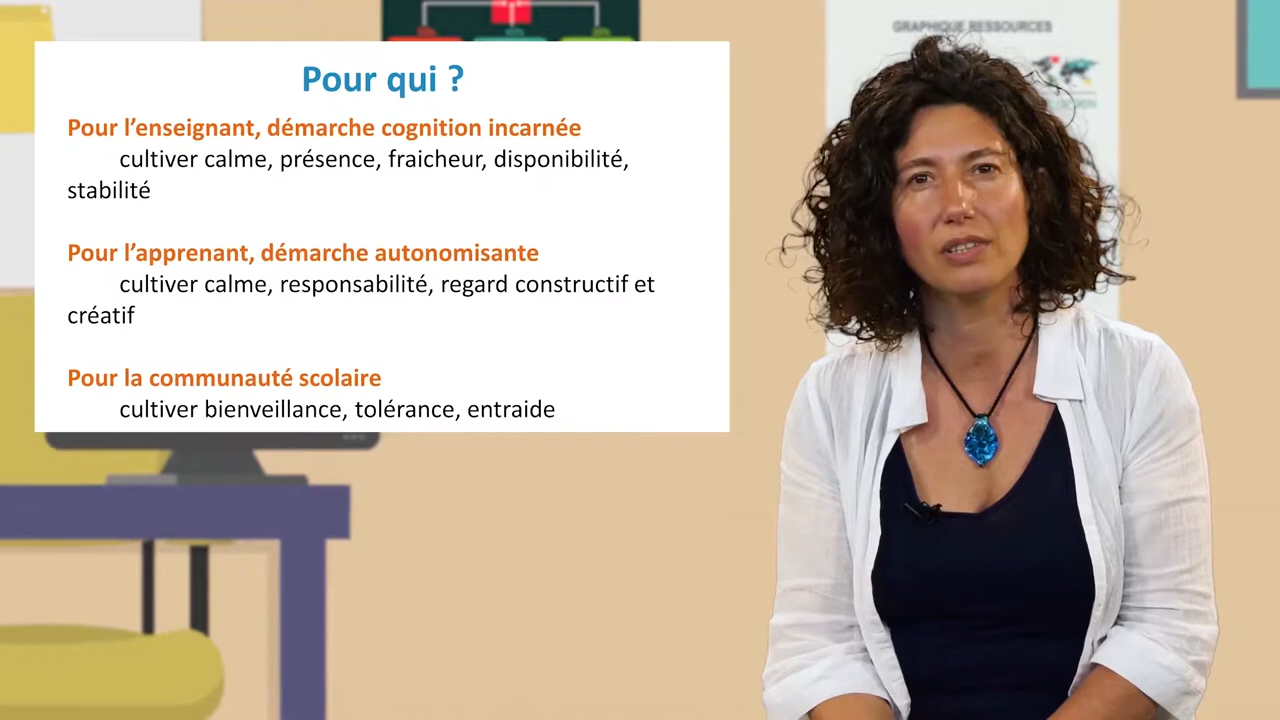 Pour qui ?
Pour l’enseignant, démarche cognition incarnée
cultiver calme, présence, fraicheur, disponibilité,
stabilité
Pour l’apprenant, démarche autonomisante
cultiver calme, responsabilité, regard constructif et
créatif
Pour la communauté scolaire
cultiver bienveillance, tolérance, entraide
GRAPHIQUE RESSOURCES